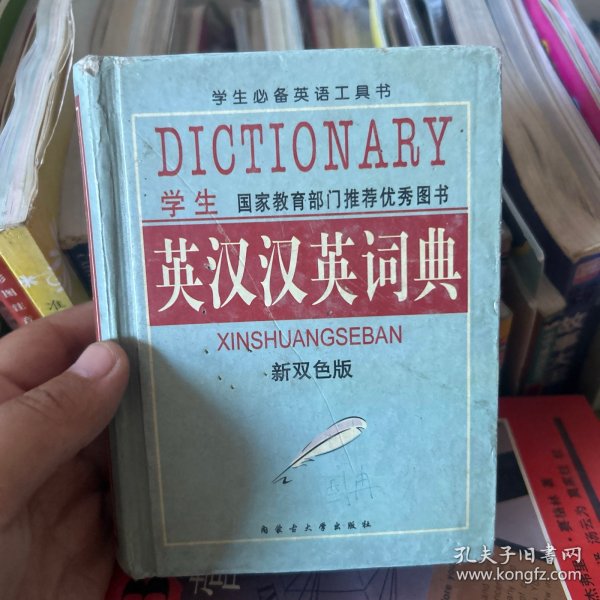 学生必备英语工具书
DICTIONARY
学生 国家教育部门推荐优秀图书
英汉汉英词典
XINSHUANGSEBAN
新双色版
内蒙古大学出版社
孔夫子旧书网
www.kongfz.com